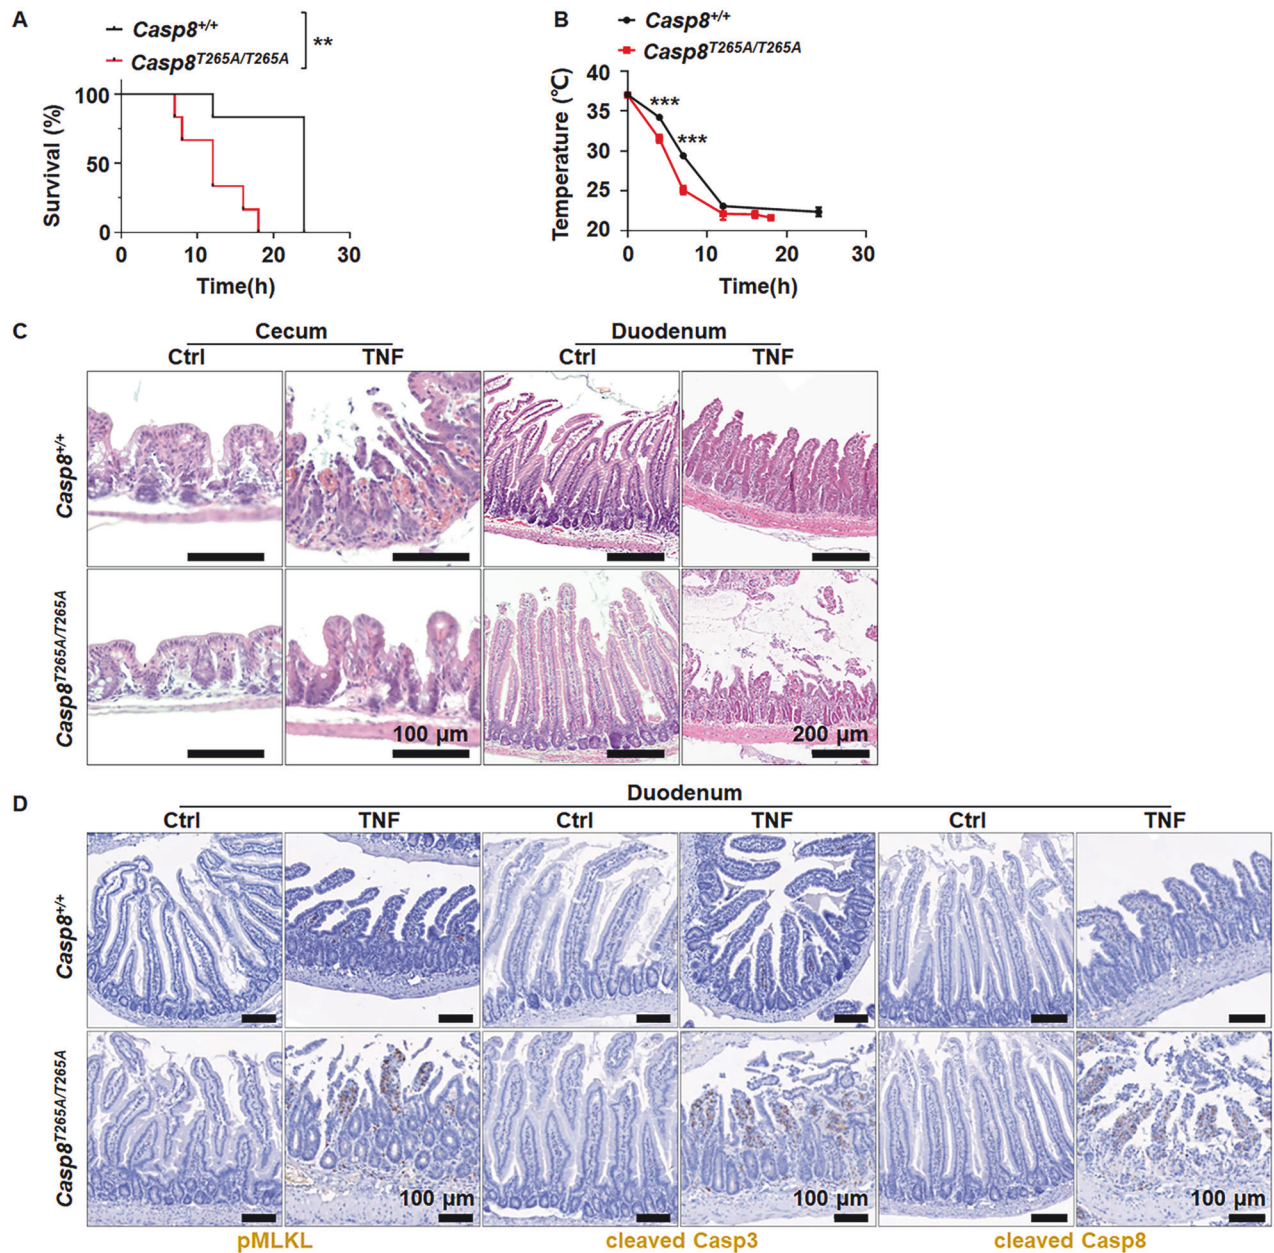 A
Casp8+/+
Casp8T265A/T265A
**
Survival (%)
100
50
0
0 10 20 30
Time(h)
B
Casp8+/+
Casp8T265A/T265A
Temperature (℃)
40
35
30
25
20
***
***
0 10 20 30
Time(h)
C
Cecum Duodenum
Ctrl TNF Ctrl TNF
Casp8+/+
Casp8T265A/T265A
100 μm 200 μm
D
Duodenum
Ctrl TNF Ctrl TNF Ctrl TNF
Casp8+/+
Casp8T265A/T265A
100 μm 100 μm 100 μm
pMLKL cleaved Casp3 cleaved Casp8